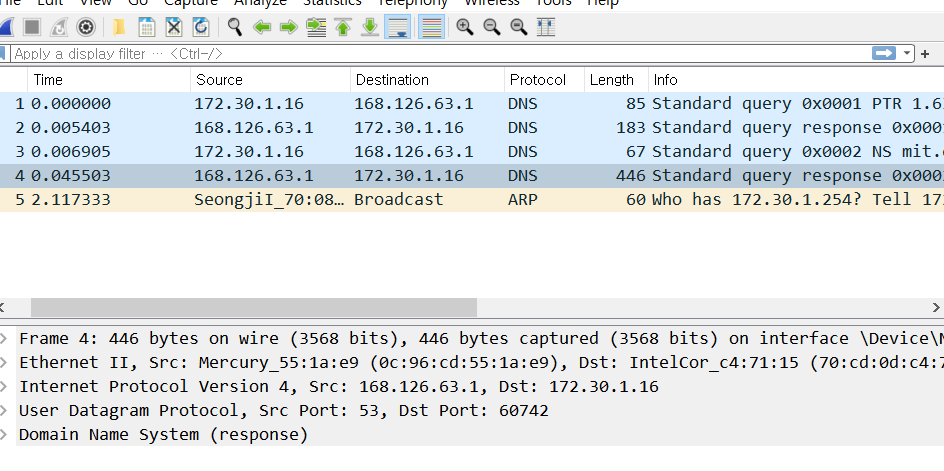 File Edit View Go Capture Analyze Statistics Telephony Wireless Tools Help
Apply a display filter ... <Ctrl-/>
Time Source Destination Protocol Length Info
1 0.000000 172.30.1.16 168.126.63.1 DNS 85 Standard query 0x0001 PTR 1.6
2 0.005403 168.126.63.1 172.30.1.16 DNS 183 Standard query response 0x000
3 0.006905 172.30.1.16 168.126.63.1 DNS 67 Standard query 0x0002 NS mit.
4 0.045503 168.126.63.1 172.30.1.16 DNS 446 Standard query response 0x000
5 2.117333 SeongjiI_70:08… Broadcast ARP 60 Who has 172.30.1.254? Tell 17
Frame 4: 446 bytes on wire (3568 bits), 446 bytes captured (3568 bits) on interface \Device\N
Ethernet II, Src: Mercury_55:1a:e9 (0c:96:cd:55:1a:e9), Dst: IntelCor_c4:71:15 (70:cd:0d:c4:7
Internet Protocol Version 4, Src: 168.126.63.1, Dst: 172.30.1.16
User Datagram Protocol, Src Port: 53, Dst Port: 60742
Domain Name System (response)